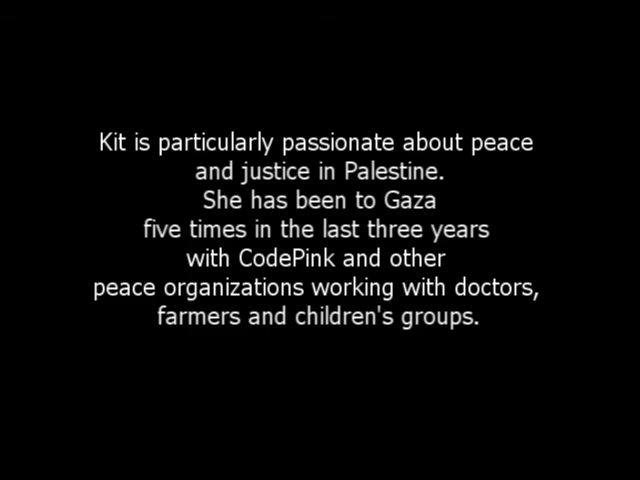 Kit is particularly passionate about peace
and justice in Palestine.
She has been to Gaza
five times in the last three years
with CodePink and other
peace organizations working with doctors,
farmers and children's groups.